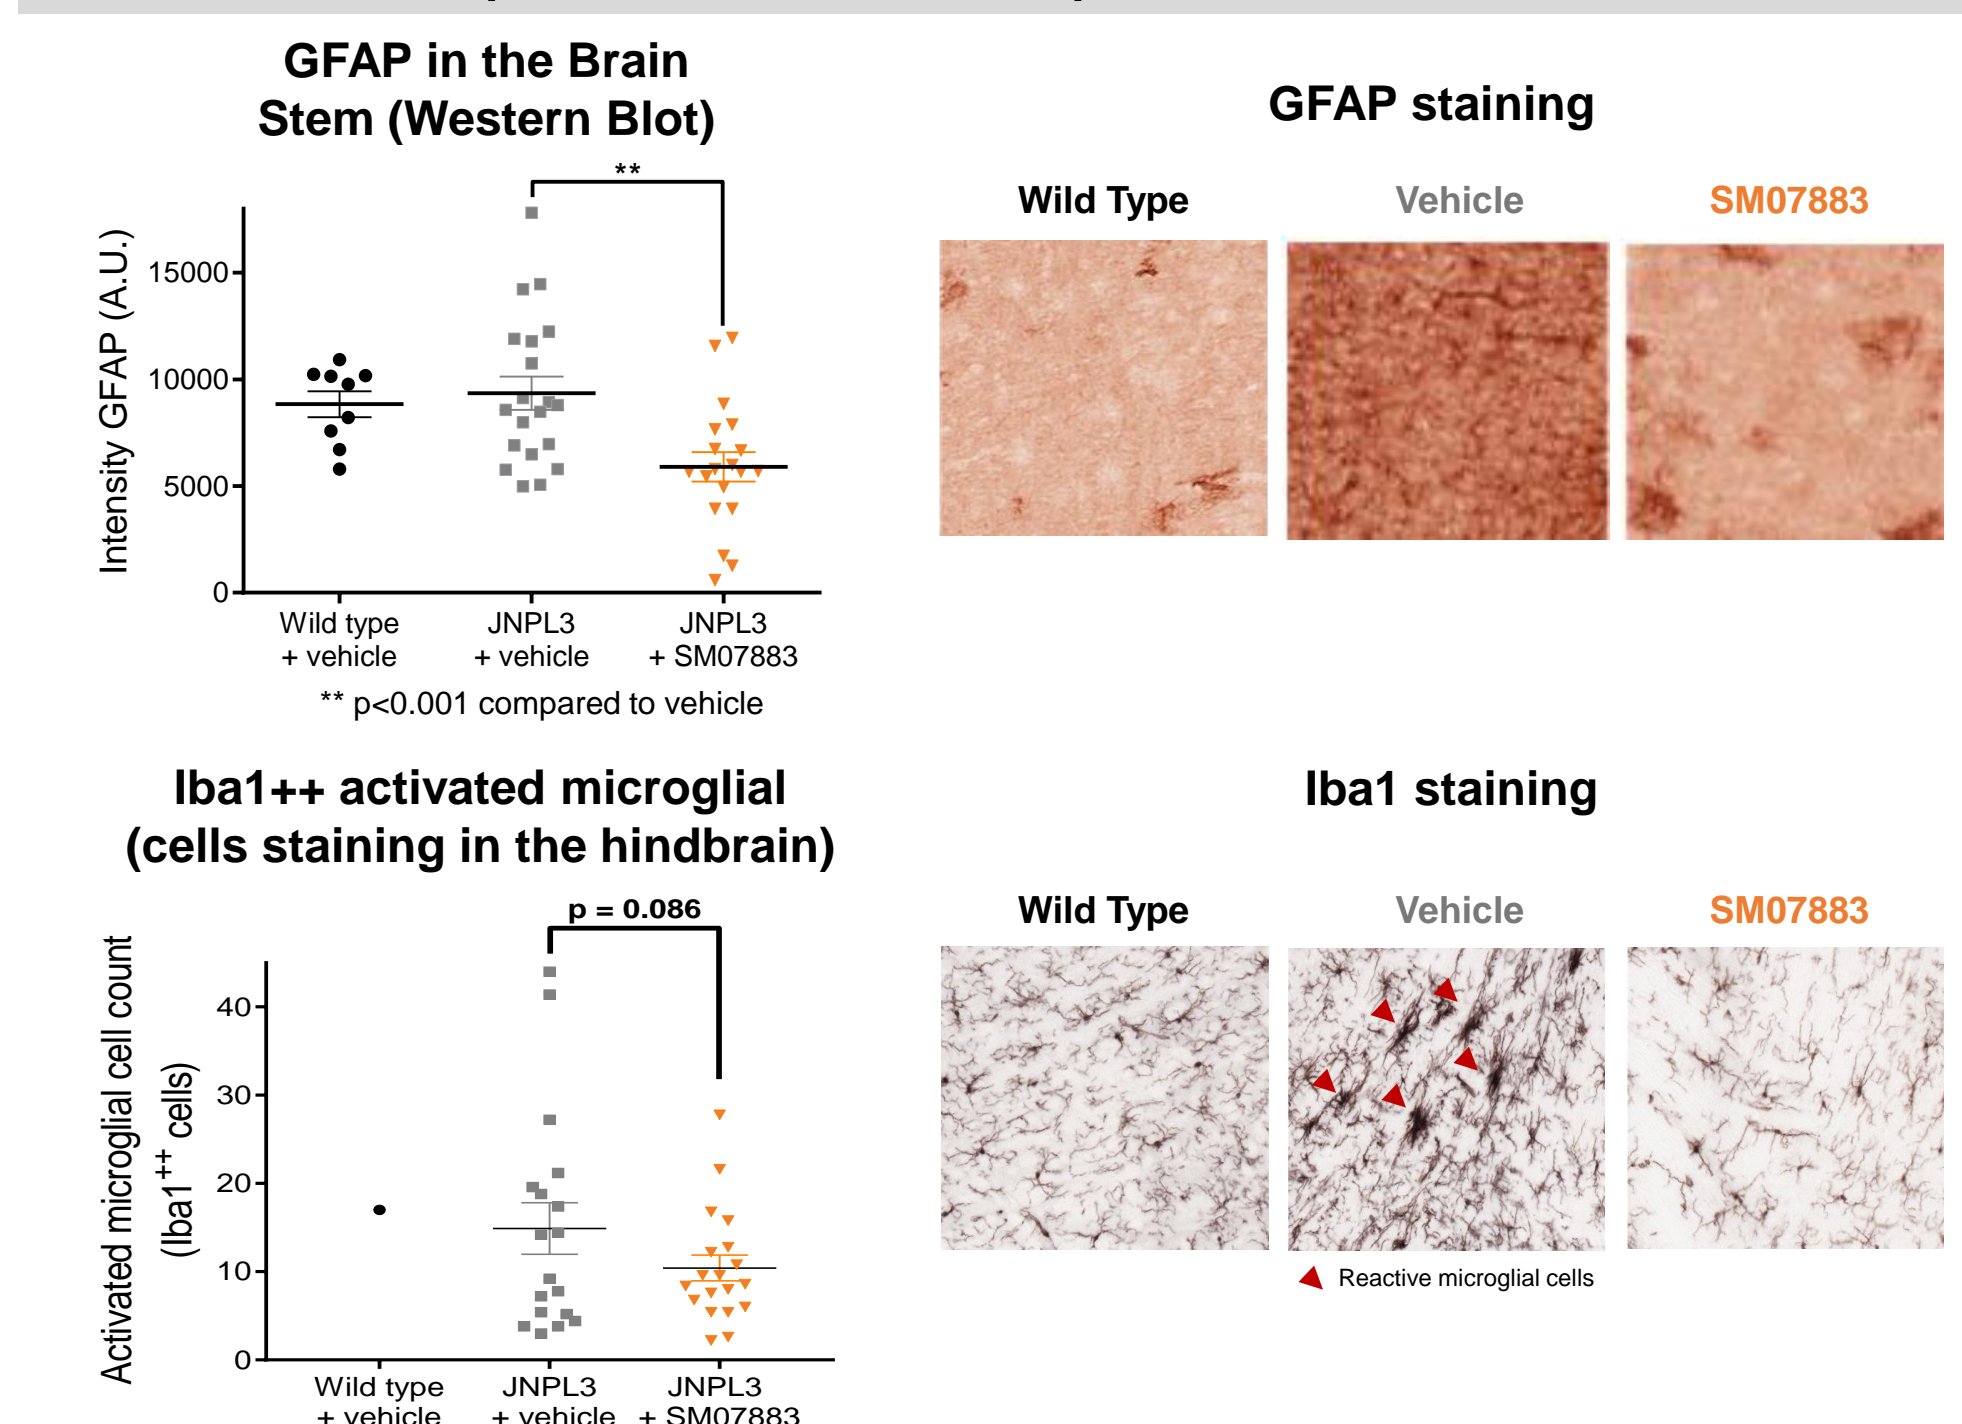 GFAP in the Brain
Stem (Western Blot)
**
Intensity GFAP (A.U.)
15000
10000
5000
0
Wild type
+ vehicle
JNPL3
+ vehicle
JNPL3
+ SM07883
** p<0.001 compared to vehicle
GFAP staining
Wild Type
Vehicle
SM07883
Iba1++ activated microglial
(cells staining in the hindbrain)
p = 0.086
Activated microglial cell count
(Iba1++ cells)
40
30
20
10
0
Wild type
+ vehicle
JNPL3
+ vehicle
JNPL3
+ SM07883
Iba1 staining
Wild Type
Vehicle
SM07883
Reactive microglial cells